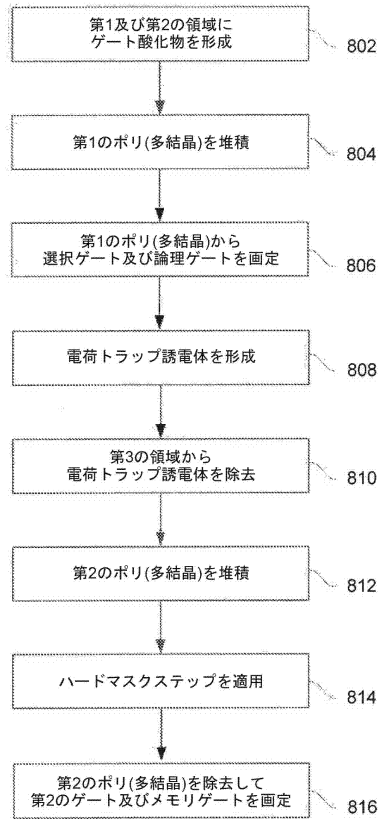 第1及び第2の領域に
ゲート酸化物を形成
802
第1のポリ(多結晶)を堆積
804
第1のポリ(多結晶)から
選択ゲート及び論理ゲートを画定
806
電荷トラップ誘電体を形成
808
第3の領域から
電荷トラップ誘電体を除去
810
第2のポリ(多結晶)を堆積
812
ハードマスクステップを適用
814
第2のポリ(多結晶)を除去して
第2のゲート及びメモリゲートを画定
816